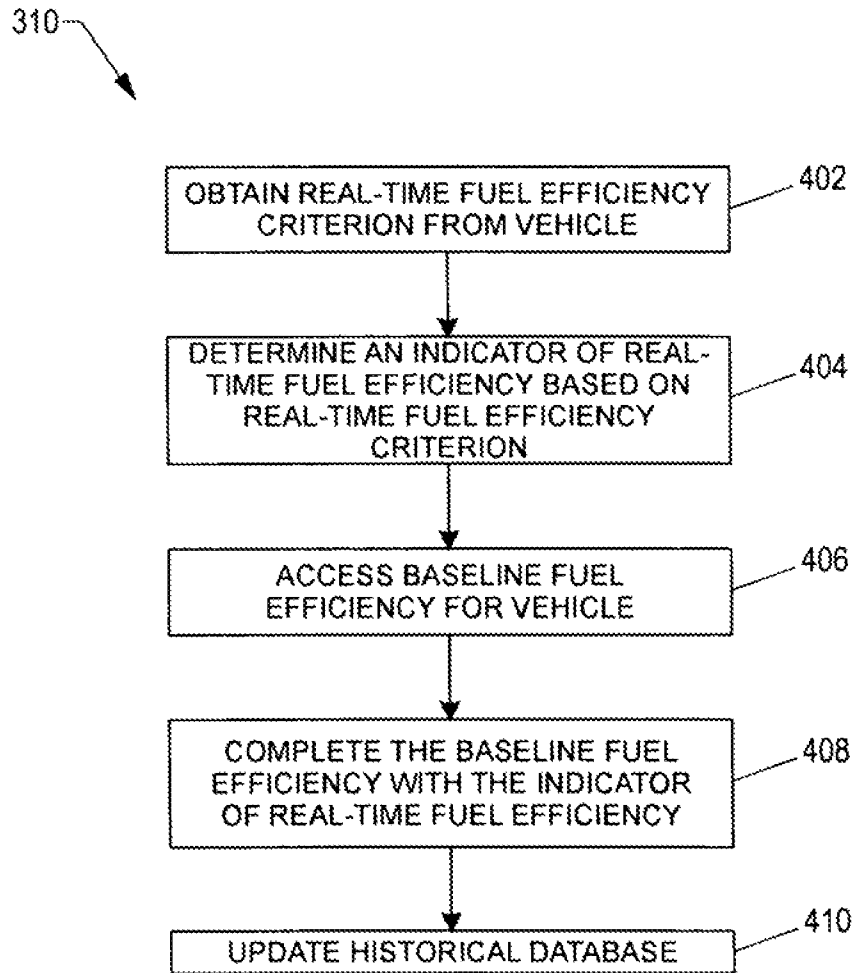 310
OBTAIN REAL-TIME FUEL EFFICIENCY
CRITERION FROM VEHICLE
402
DETERMINE AN INDICATOR OF REAL-
TIME FUEL EFFICIENCY BASED ON
REAL-TIME FUEL EFFICIENCY
CRITERION
404
ACCESS BASELINE FUEL
EFFICIENCY FOR VEHICLE
406
COMPLETE THE BASELINE FUEL
EFFICIENCY WITH THE INDICATOR
OF REAL-TIME FUEL EFFICIENCY
408
UPDATE HISTORICAL DATABASE
410